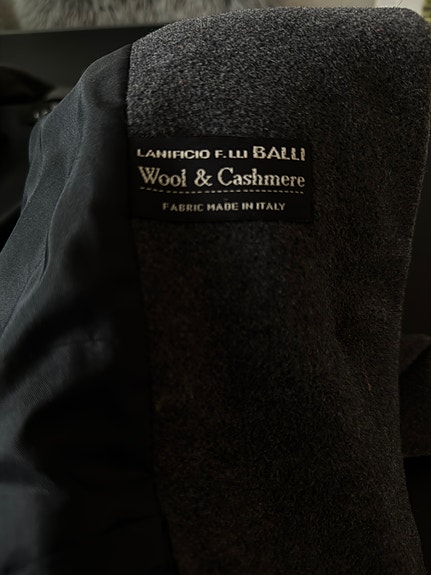 LANIFICIO F.LLI BALLI
Wool & Cashmere
FABRIC MADE IN ITALY